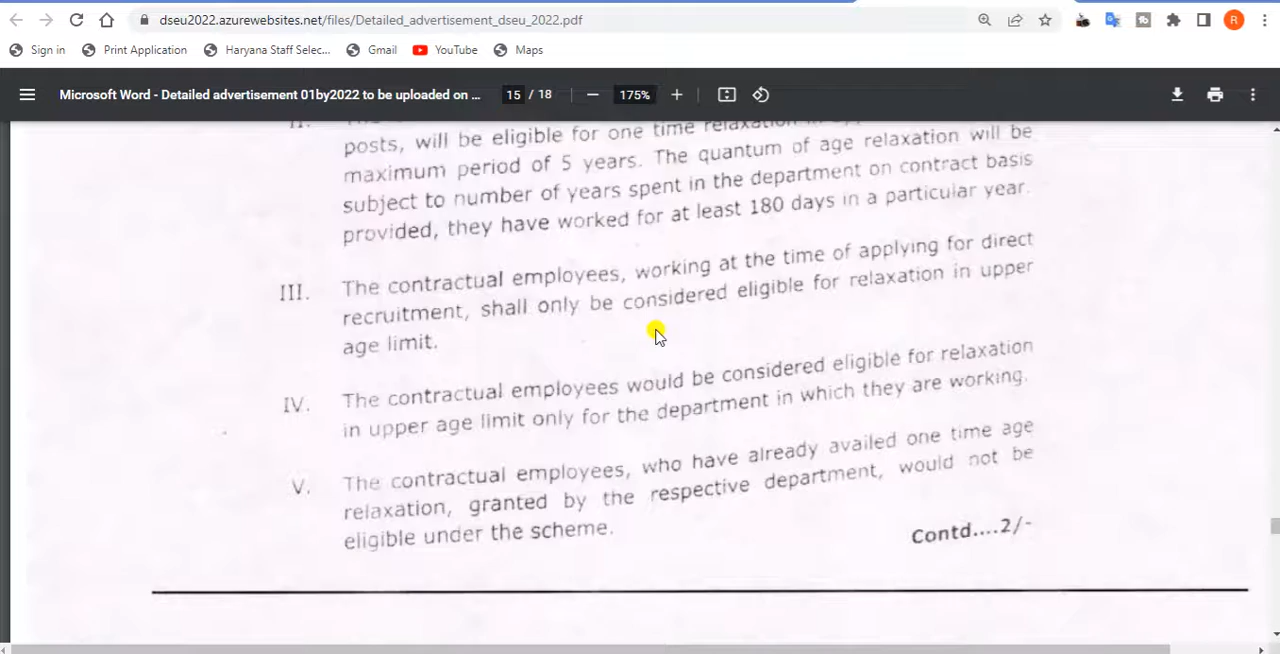 dseu2022.azurewebsites.net/files/Detailed_advertisement_dseu_2022.pdf
R
Sign in Print Application Haryana Staff Selec... Gmail YouTube Maps
Microsoft Word - Detailed advertisement 01by2022 to be uploaded on ... 15 / 18 175%
posts, will be eligible for one time relaxation
maximum period of 5 years. The quantum of age relaxation will be
subject to number of years spent in the department on contract basis
provided, they have worked for at least 180 days in a particular year.
III. The contractual employees, working at the time of applying for direct
recruitment, shall only be considered eligible for relaxation in upper
age limit.
IV. The contractual employees would be considered eligible for relaxation
in upper age limit only for the department in which they are working.
V. The contractual employees, who have already availed one time age
relaxation, granted by the respective department, would not be
eligible under the scheme.
Contd....2/-